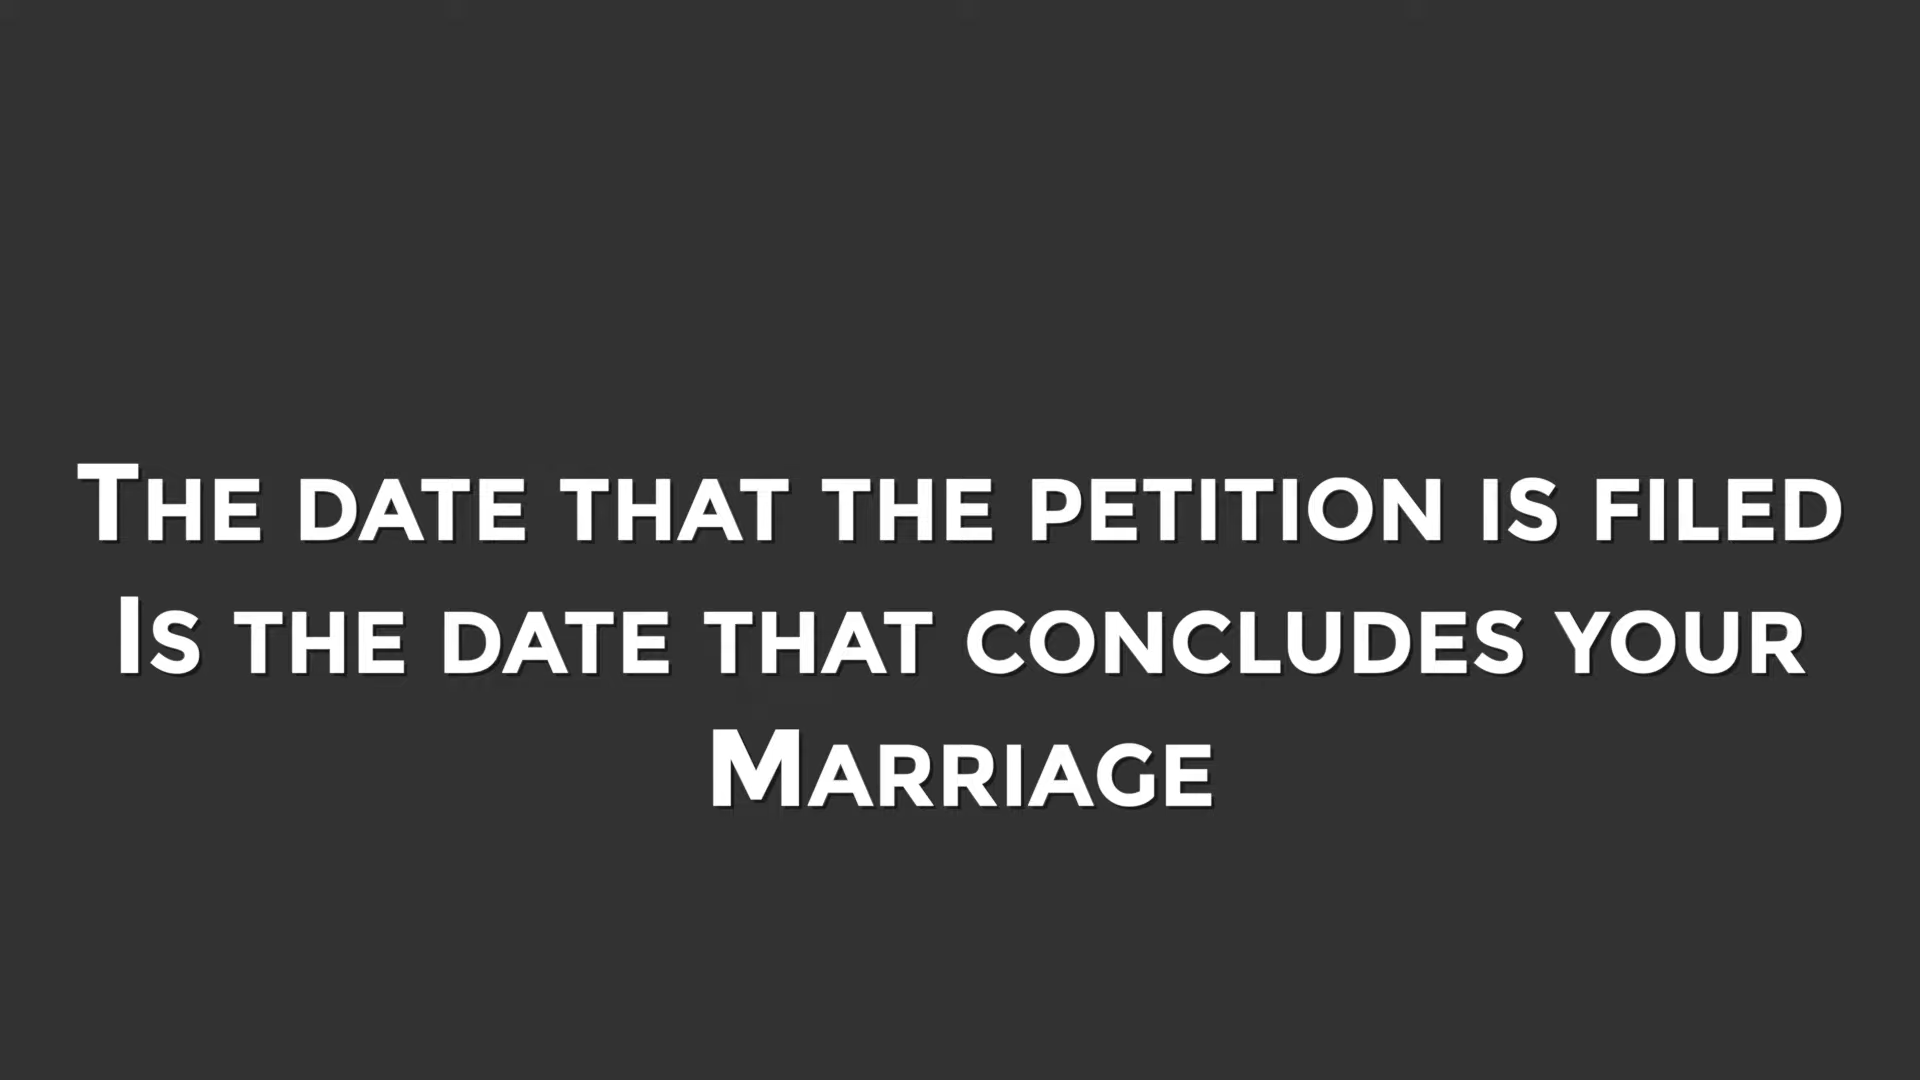 The date that the petition is filed
Is the date that concludes your
Marriage